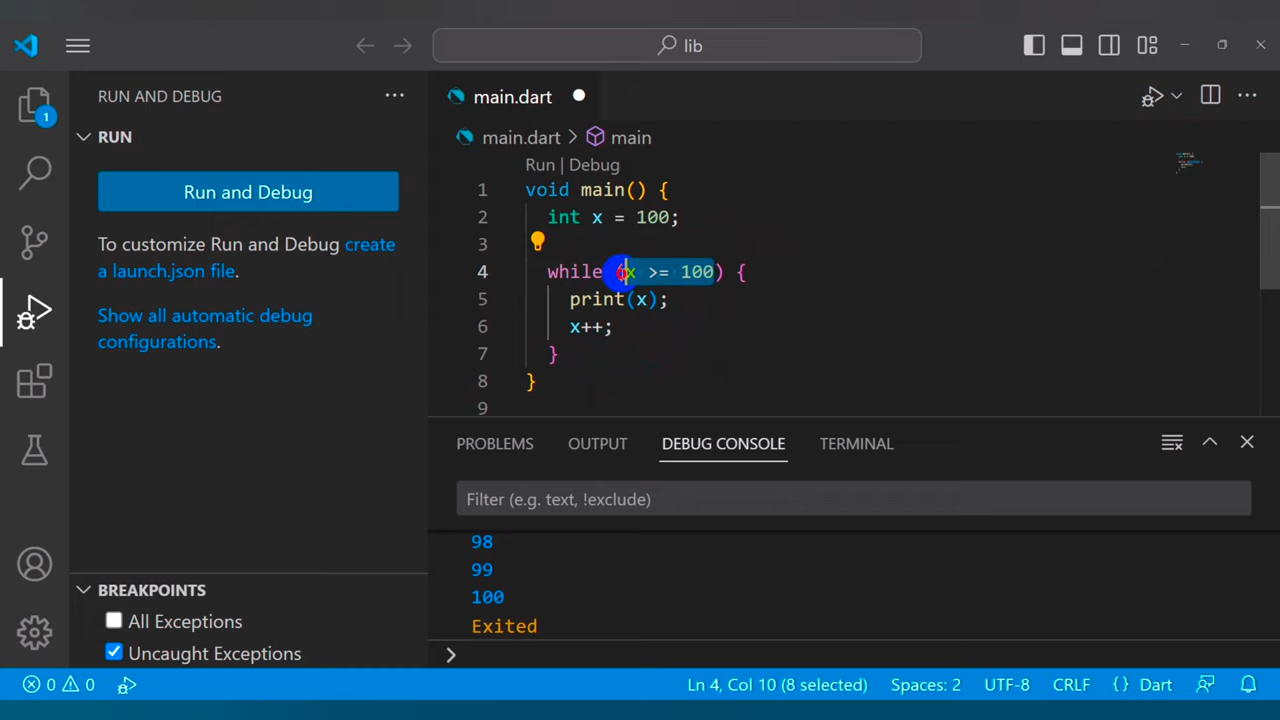 lib
RUN AND DEBUG
RUN
Run and Debug
To customize Run and Debug create
a launch.json file.
Show all automatic debug
configurations.
BREAKPOINTS
All Exceptions
Uncaught Exceptions
1
main.dart
main.dart > main
Run | Debug
1 void main() {
2 int x = 100;
3
4 while (x >= 100) {
5 print(x);
6 x++;
7 }
8 }
9
PROBLEMS OUTPUT DEBUG CONSOLE TERMINAL
Filter (e.g. text, !exclude)
98
99
100
Exited
>
0 0 Ln 4, Col 10 (8 selected) Spaces: 2 UTF-8 CRLF {} Dart